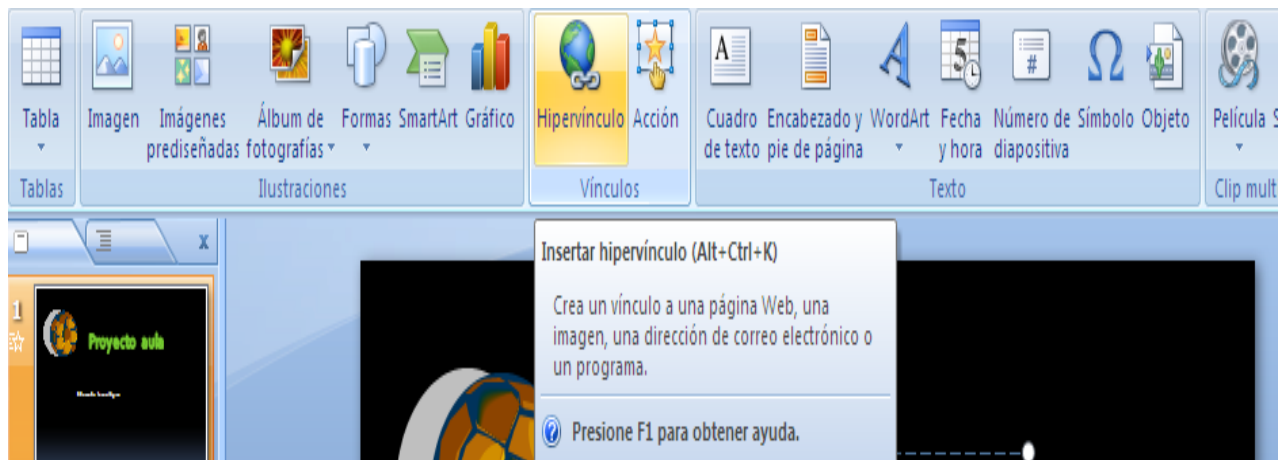 Tabla
Imagen
Imágenes
prediseñadas
Álbum de
fotografías
Formas
SmartArt
Gráfico
Hipervínculo
Acción
Cuadro
de texto
Encabezado y
pie de página
WordArt
Fecha
y hora
Número de
diapositiva
Símbolo
Objeto
Película
Tablas
Ilustraciones
Vínculos
Texto
Clip mult
Insertar hipervínculo (Alt+Ctrl+K)
Crea un vínculo a una página Web, una
imagen, una dirección de correo electrónico o
un programa.
Presione F1 para obtener ayuda.
1
Proyecto aula